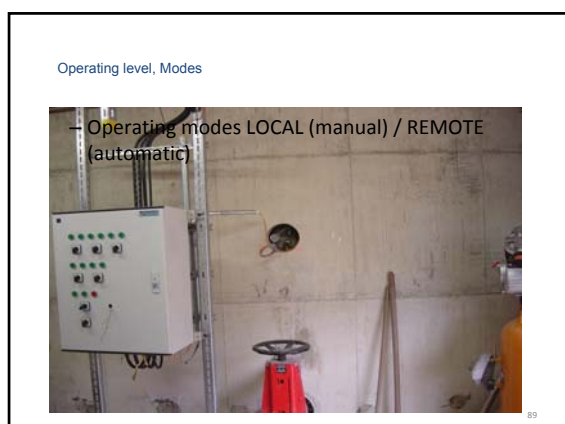 Operating level, Modes
– Operating modes LOCAL (manual) / REMOTE
(automatic)
89